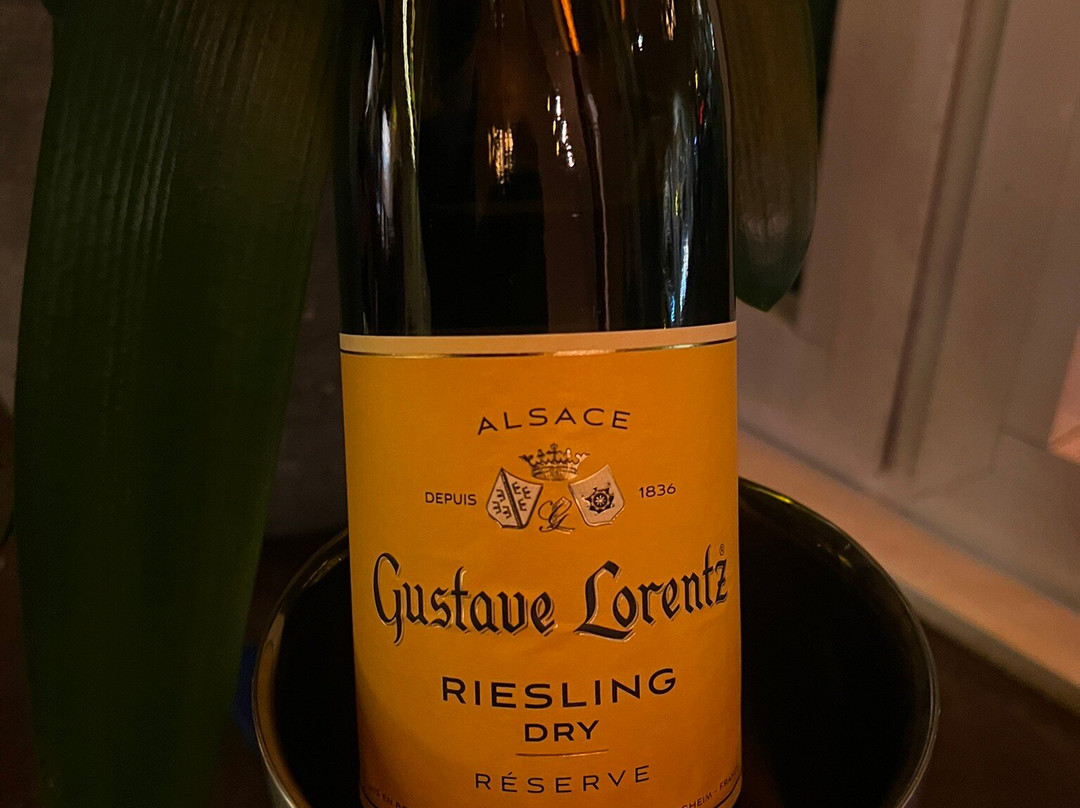 ALSACE
DEPUIS 1836
Gustave Lorentz®
RIESLING
DRY
RÉSERVE